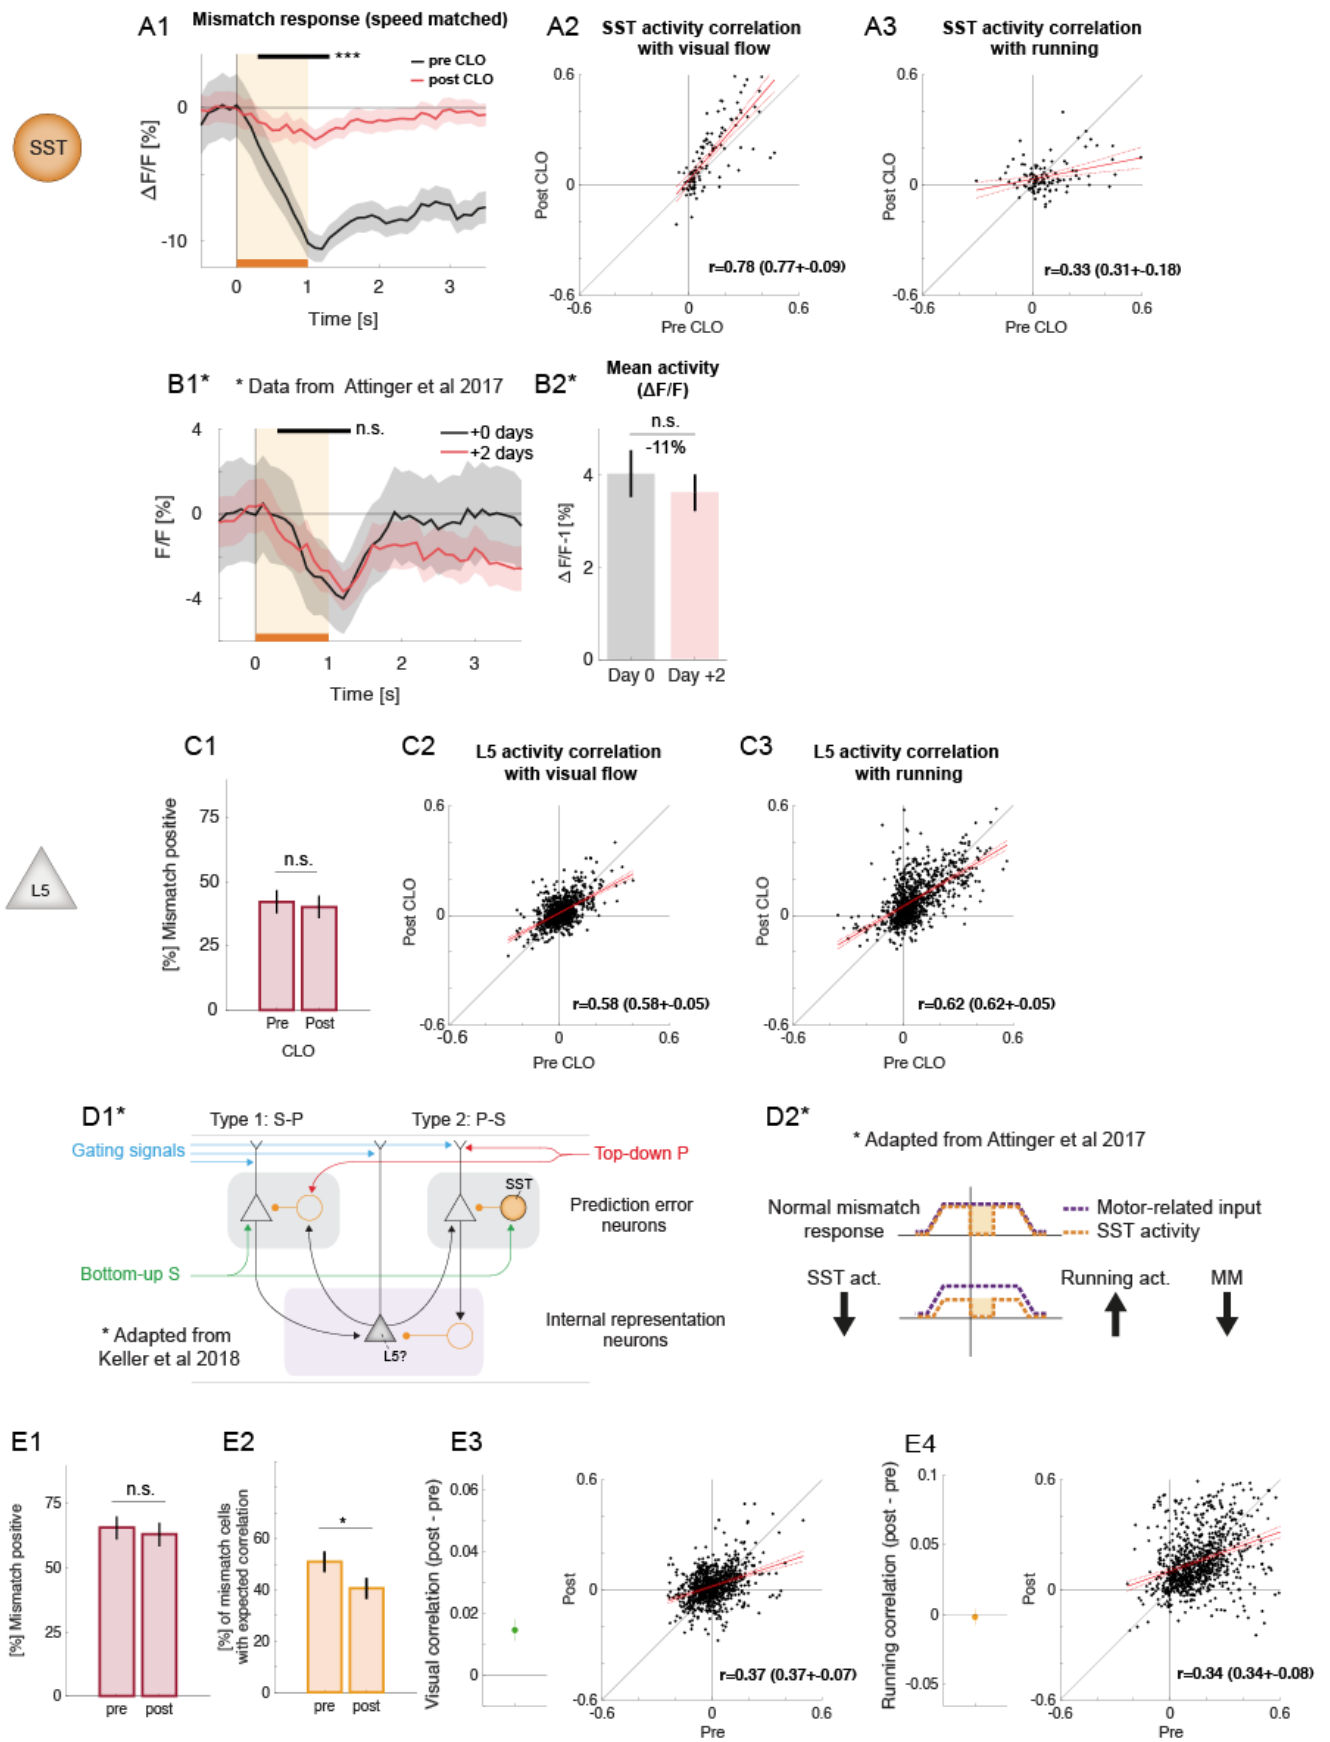 A1
Mismatch response (speed matched)
***
pre CLO
post CLO
0
-10
ΔF/F [%]
0
1
2
3
Time [s]
SST
A2
SST activity correlation
with visual flow
0.6
0
-0.6
Post CLO
r=0.78 (0.77+-0.09)
-0.6
0
0.6
Pre CLO
A3
SST activity correlation
with running
0.6
0
-0.6
Post CLO
r=0.33 (0.31+-0.18)
-0.6
0
0.6
Pre CLO
B1*
* Data from Attinger et al 2017
n.s.
+0 days
+2 days
4
0
-4
F/F [%]
0
1
2
3
Time [s]
B2*
Mean activity
(ΔF/F)
n.s.
-11%
4
2
0
Δ F/F-1 [%]
Day 0
Day +2
C1
n.s.
75
50
25
0
[%] Mismatch positive
Pre
Post
CLO
L5
C2
L5 activity correlation
with visual flow
0.6
0
-0.6
Post CLO
r=0.58 (0.58+-0.05)
-0.6
0
0.6
Pre CLO
C3
L5 activity correlation
with running
0.6
0
-0.6
Post CLO
r=0.62 (0.62+-0.05)
-0.6
0
0.6
Pre CLO
D1*
Type 1: S-P
Type 2: P-S
Gating signals
Top-down P
SST
Prediction error
neurons
Bottom-up S
Internal representation
neurons
* Adapted from
Keller et al 2018
L5?
D2*
* Adapted from Attinger et al 2017
Normal mismatch
response
Motor-related input
SST activity
SST act.
Running act.
MM
E1
n.s.
75
50
25
0
[%] Mismatch positive
pre
post
E2
*
60
40
20
0
[%] of mismatch cells
with expected correlation
pre
post
E3
0.06
0.04
0.02
0
Visual correlation (post - pre)
0.6
0
-0.6
Post
r=0.37 (0.37+-0.07)
-0.6
0
0.6
Pre
E4
0.1
0.05
0
-0.05
Running correlation (post - pre)
0.6
0
-0.6
Post
r=0.34 (0.34+-0.08)
-0.6
0
0.6
Pre